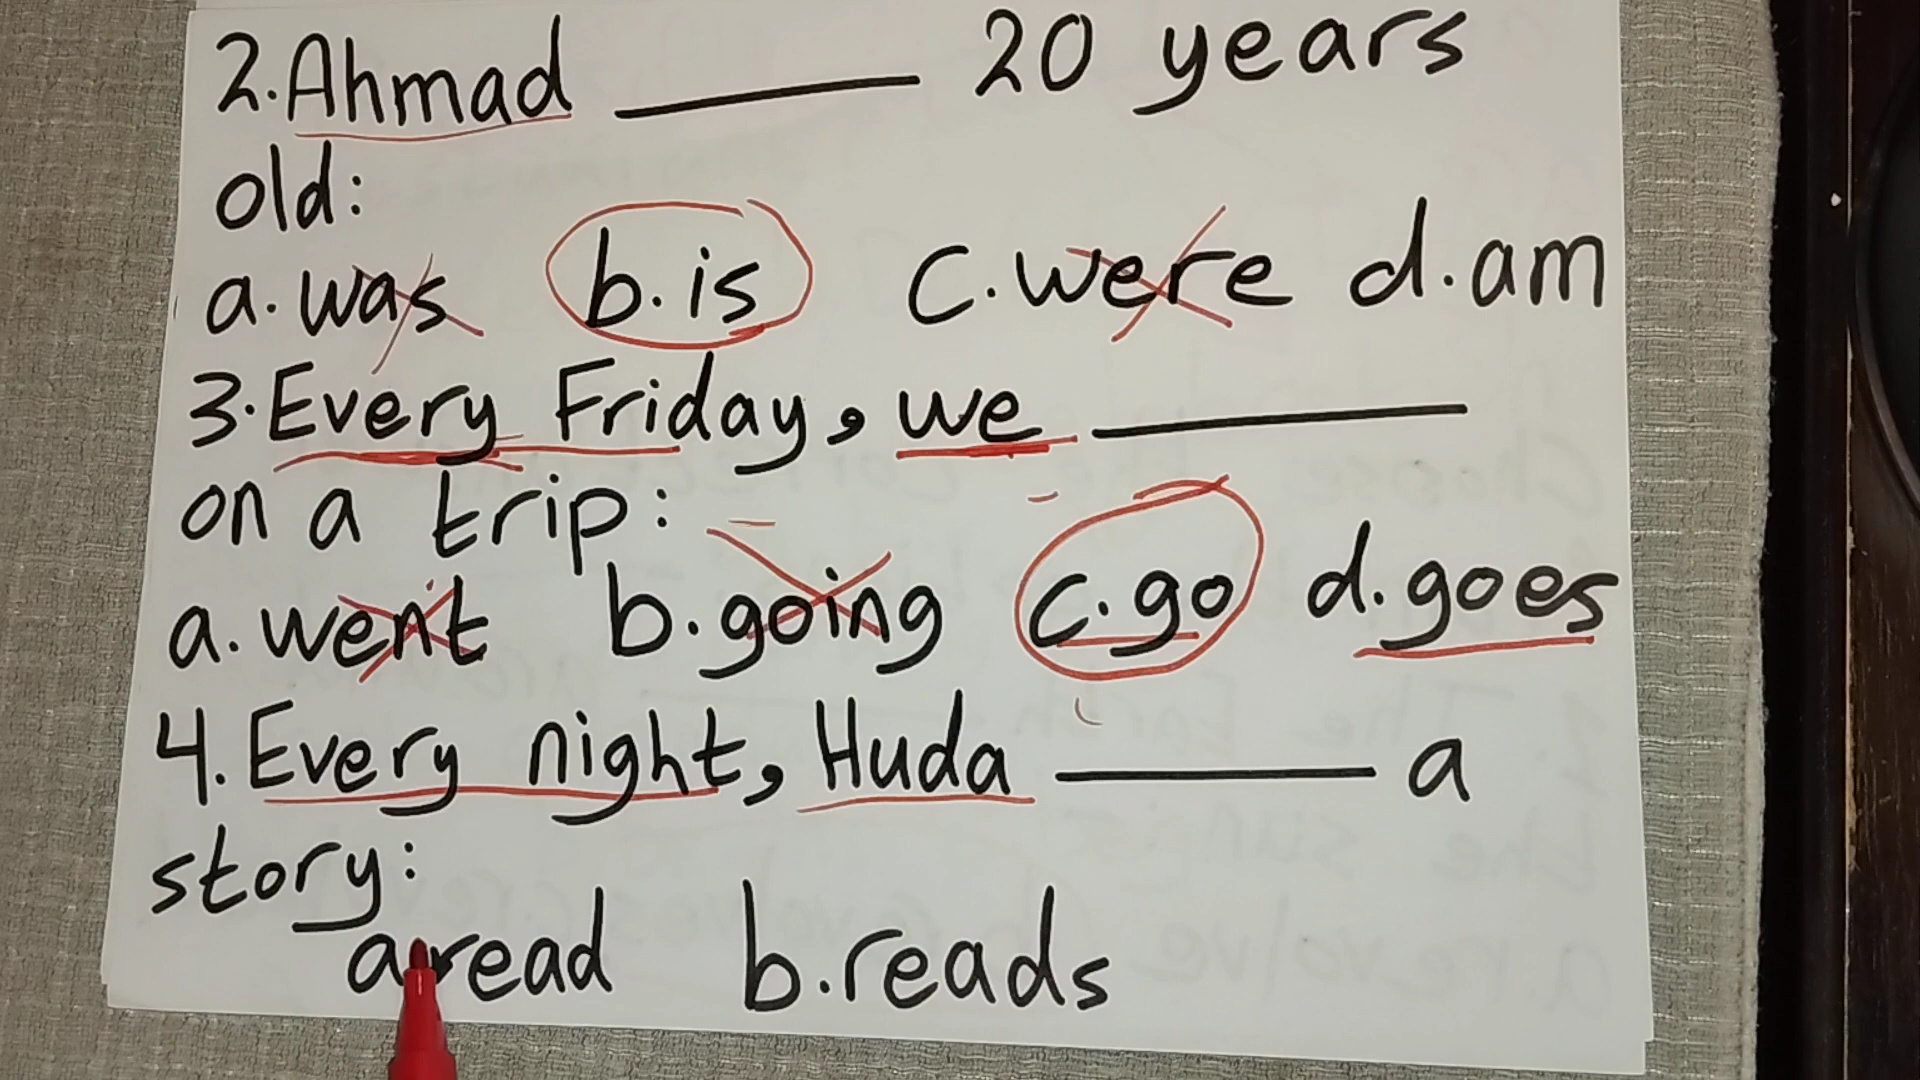 2. Ahmad ______ 20 years
old:
a. was b. is c. were d. am
3. Every Friday, we ______
on a trip:
a. went b. going c. go d. goes
4. Every night, Huda ______ a
story:
a. read b. reads